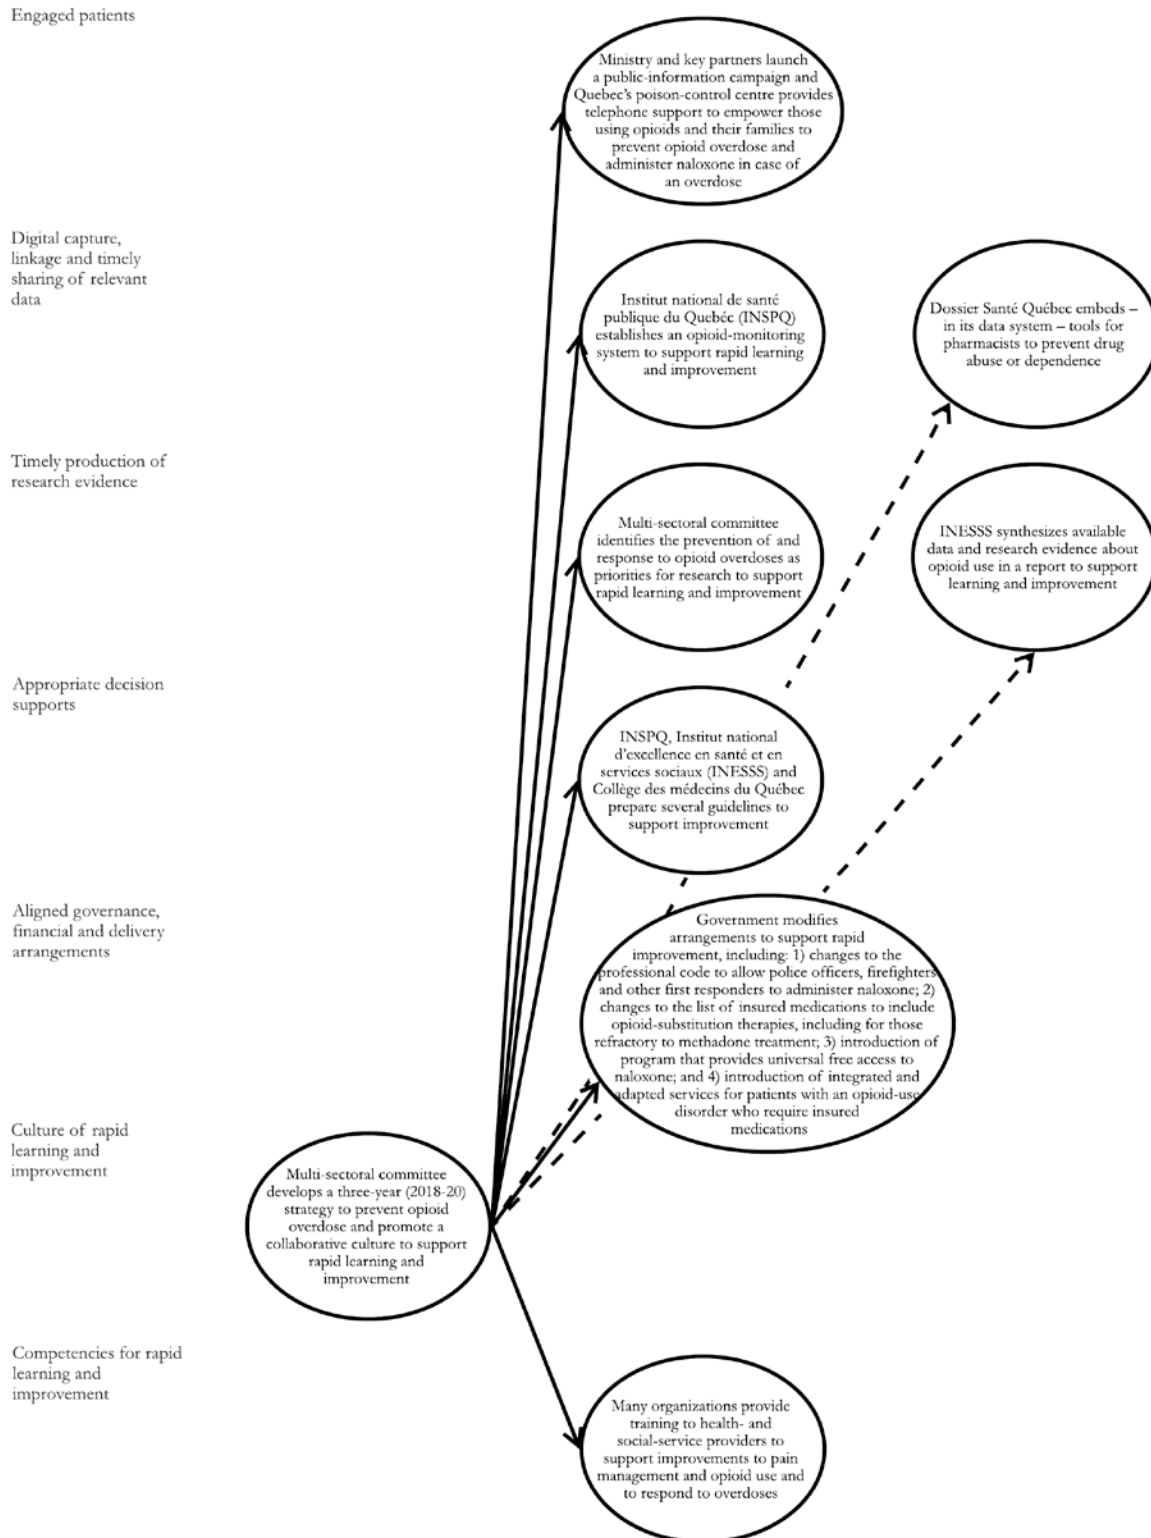 Engaged patients
Ministry and key partners launch
a public-information campaign and
Quebec's poison-control centre provides
telephone support to empower those
using opioids and their families to
prevent opioid overdose and
administer naloxone in case of
an overdose
Digital capture,
linkage and timely
sharing of relevant
data
Institut national de santé
publique du Quebéc (INSPQ)
establishes an opioid-monitoring
system to support rapid learning
and improvement
Dossier Santé Québec embeds –
in its data system – tools for
pharmacists to prevent drug
abuse or dependence
Timely production of
research evidence
Multi-sectoral committee
identifies the prevention of and
response to opioid overdoses as
priorities for research to support
rapid learning and improvement
INESSS synthesizes available
data and research evidence about
opioid use in a report to support
learning and improvement
Appropriate decision
supports
INSPQ, Institut national
d'excellence en santé et en
services sociaux (INESSS) and
Collège des médecins du Québec
prepare several guidelines to
support improvement
Aligned governance,
financial and delivery
arrangements
Government modifies
arrangements to support rapid
improvement, including: 1) changes to the
professional code to allow police officers, firefighters
and other first responders to administer naloxone; 2)
changes to the list of insured medications to include
opioid-substitution therapies, including for those
refractory to methadone treatment; 3) introduction of
program that provides universal free access to
naloxone; and 4) introduction of integrated and
adapted services for patients with an opioid-use
disorder who require insured
medications
Culture of rapid
learning and
improvement
Multi-sectoral committee
develops a three-year (2018-20)
strategy to prevent opioid
overdose and promote a
collaborative culture to support
rapid learning and
improvement
Competencies for rapid
learning and
improvement
Many organizations provide
training to health- and
social-service providers to
support improvements to pain
management and opioid use and
to respond to overdoses